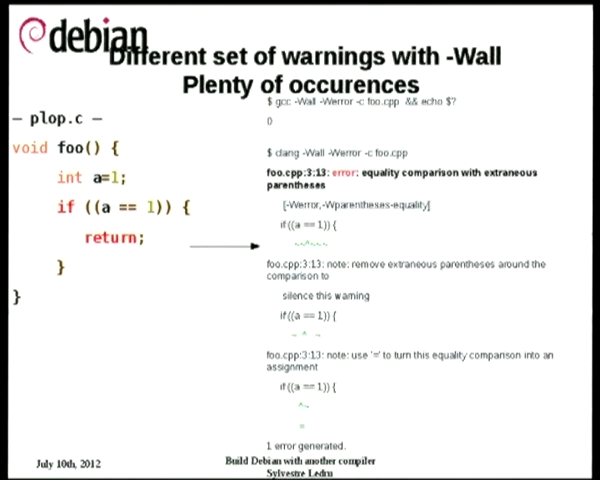 debian
Different set of warnings with -Wall
Plenty of occurences
– plop.c –
void foo() {
int a=1;
if ((a == 1)) {
return;
}
}
$ gcc -Wall -Werror -c foo.cpp && echo $?
0
$ clang -Wall -Werror -c foo.cpp
foo.cpp:3:13: error: equality comparison with extraneous
parentheses
[-Werror,-Wparentheses-equality]
if ((a == 1)) {
~~^~~~
foo.cpp:3:13: note: remove extraneous parentheses around the
comparison to
silence this warning
if ((a == 1)) {
~ ^ ~
foo.cpp:3:13: note: use '=' to turn this equality comparison into an
assignment
if ((a == 1)) {
^~
=
1 error generated.
July 10th, 2012
Build Debian with another compiler
Sylvestre Ledru